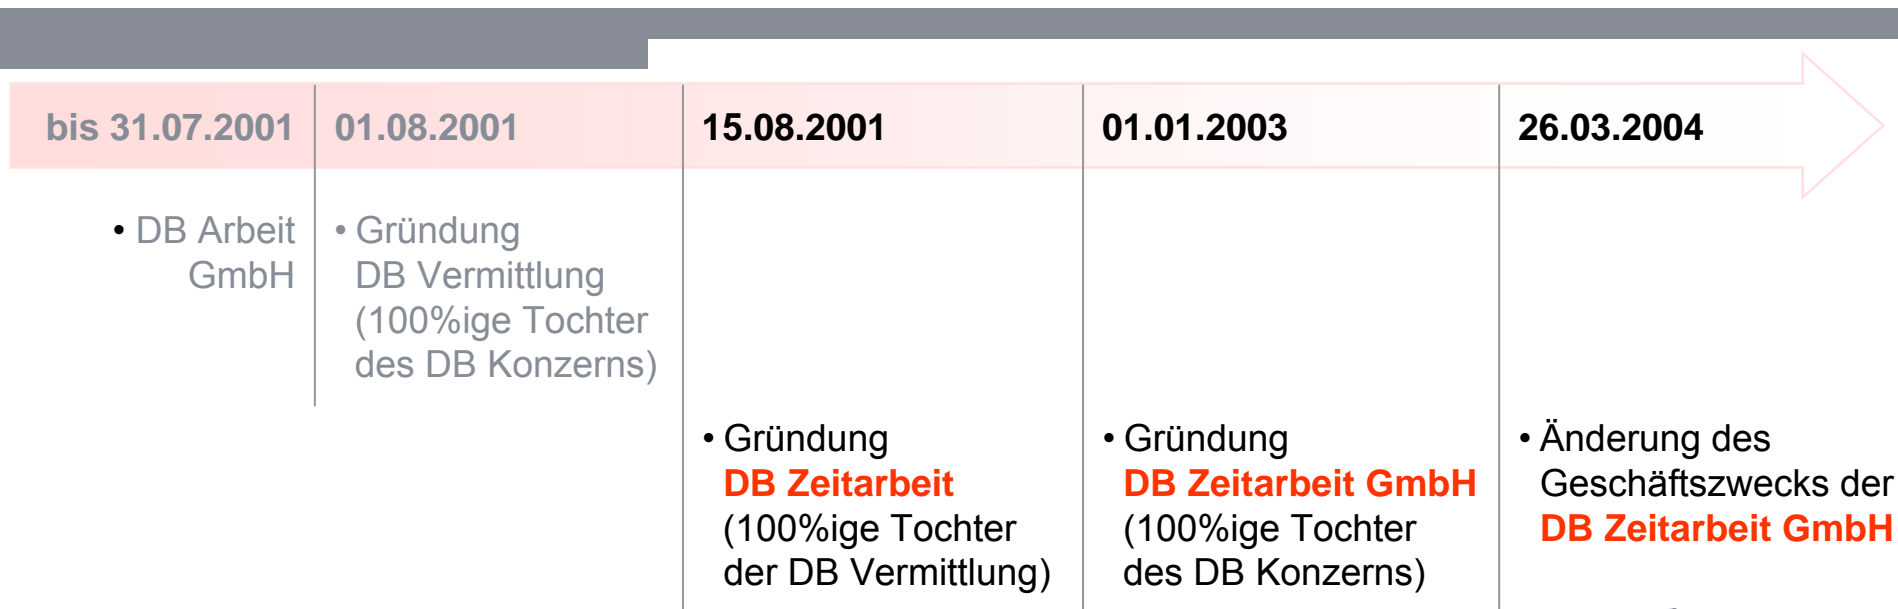 bis 31.07.2001
01.08.2001
15.08.2001
01.01.2003
26.03.2004
• DB Arbeit
GmbH
• Gründung
DB Vermittlung
(100%ige Tochter
des DB Konzerns)
• Gründung
DB Zeitarbeit
(100%ige Tochter
der DB Vermittlung)
• Gründung
DB Zeitarbeit GmbH
(100%ige Tochter
des DB Konzerns)
• Änderung des
Geschäftszwecks der
DB Zeitarbeit GmbH